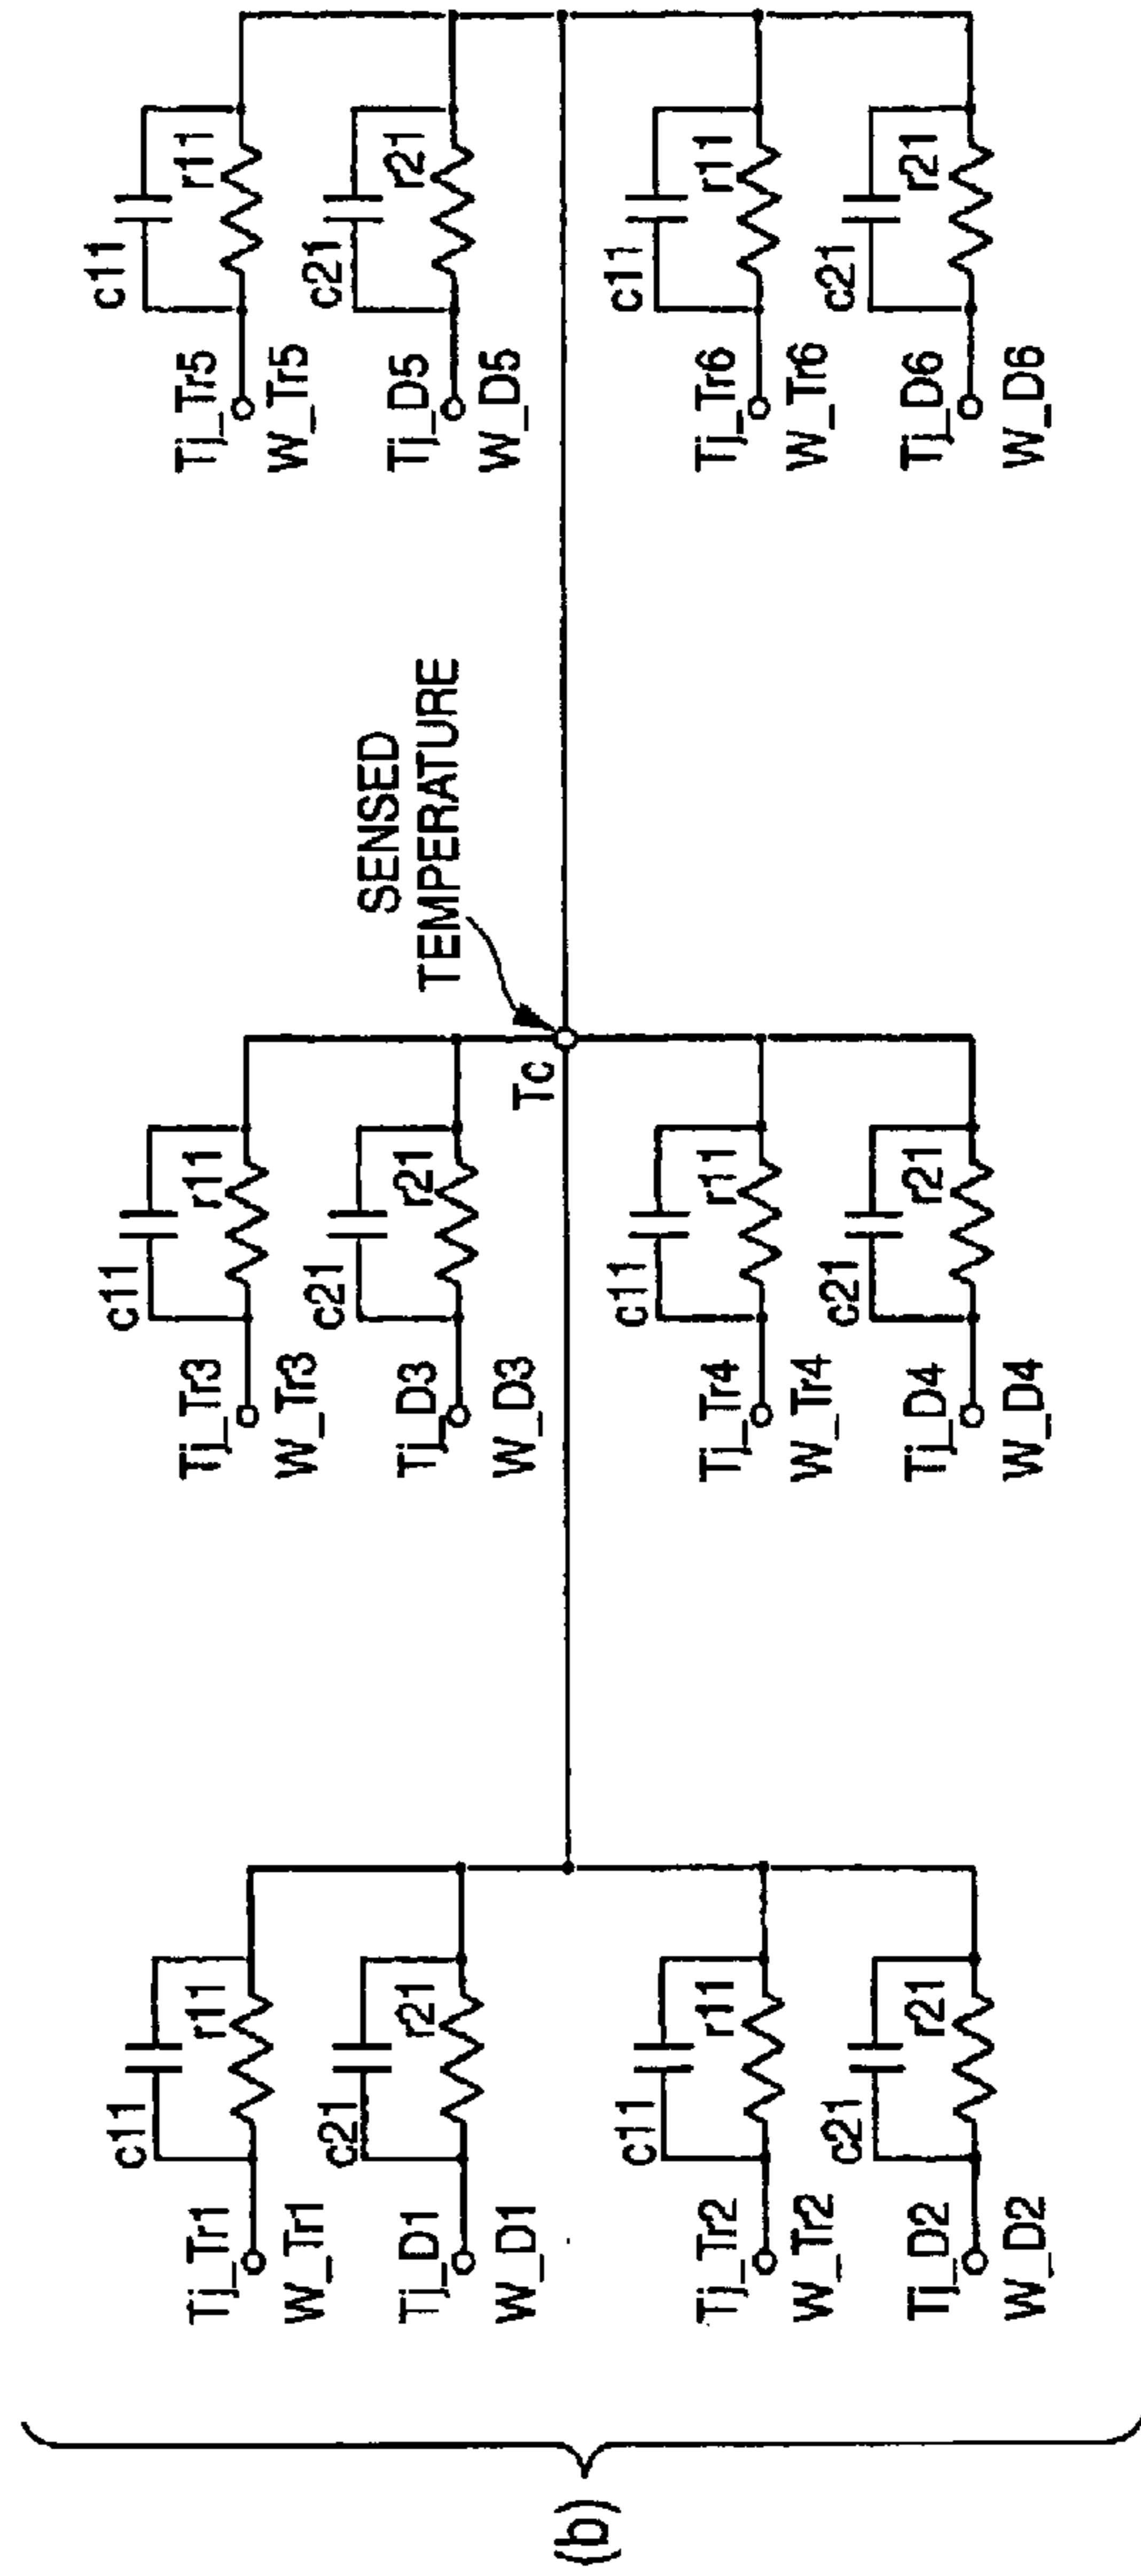 (b)
c11
r11
Tj_Tr1
W_Tr1
c21
r21
Tj_D1
W_D1
c11
r11
Tj_Tr2
W_Tr2
c21
r21
Tj_D2
W_D2
c11
r11
Tj_Tr3
W_Tr3
c21
r21
Tj_D3
W_D3
SENSED
TEMPERATURE
Tc
c11
r11
Tj_Tr4
W_Tr4
c21
r21
Tj_D4
W_D4
c11
r11
Tj_Tr5
W_Tr5
c21
r21
Tj_D5
W_D5
c11
r11
Tj_Tr6
W_Tr6
c21
r21
Tj_D6
W_D6